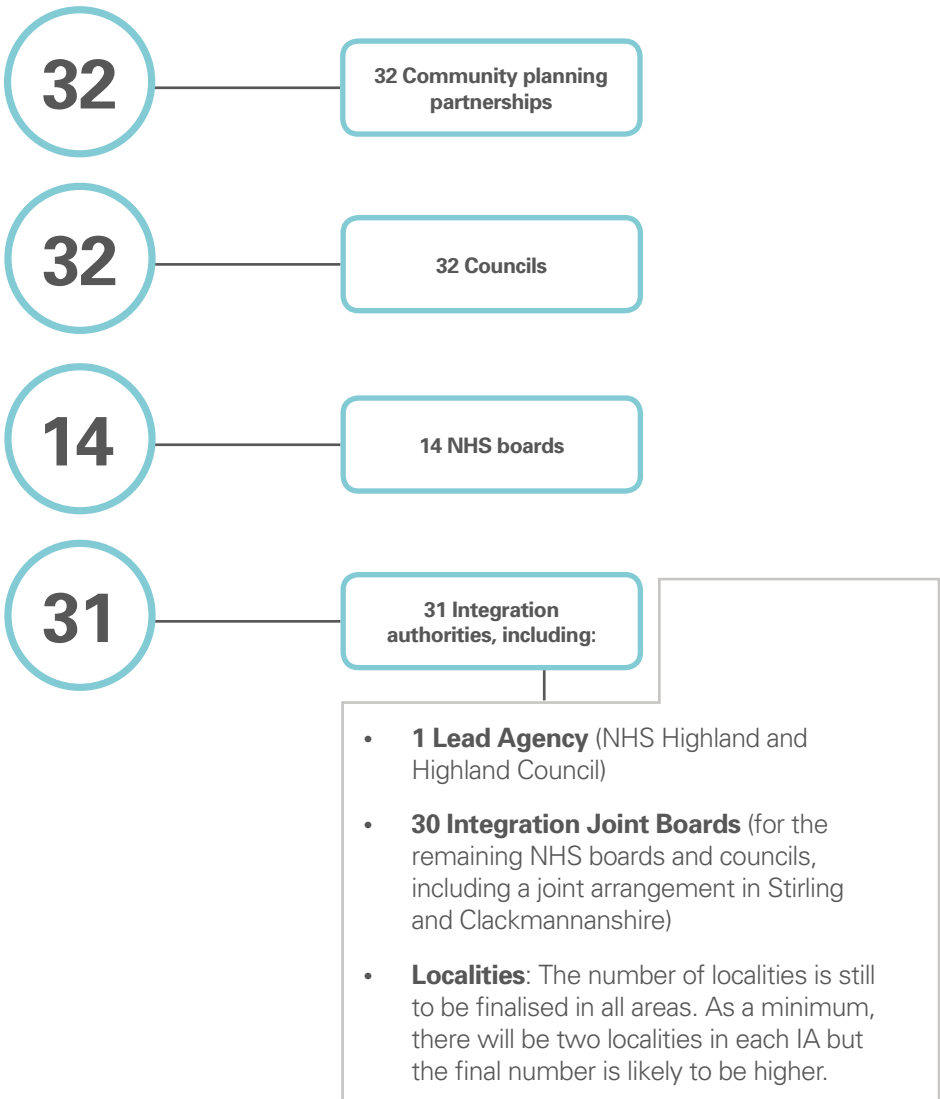 32
32 Community planning
partnerships
32
32 Councils
14
14 NHS boards
31
31 Integration
authorities, including:
• 1 Lead Agency (NHS Highland and
Highland Council)
• 30 Integration Joint Boards (for the
remaining NHS boards and councils,
including a joint arrangement in Stirling
and Clackmannanshire)
• Localities: The number of localities is still
to be finalised in all areas. As a minimum,
there will be two localities in each IA but
the final number is likely to be higher.